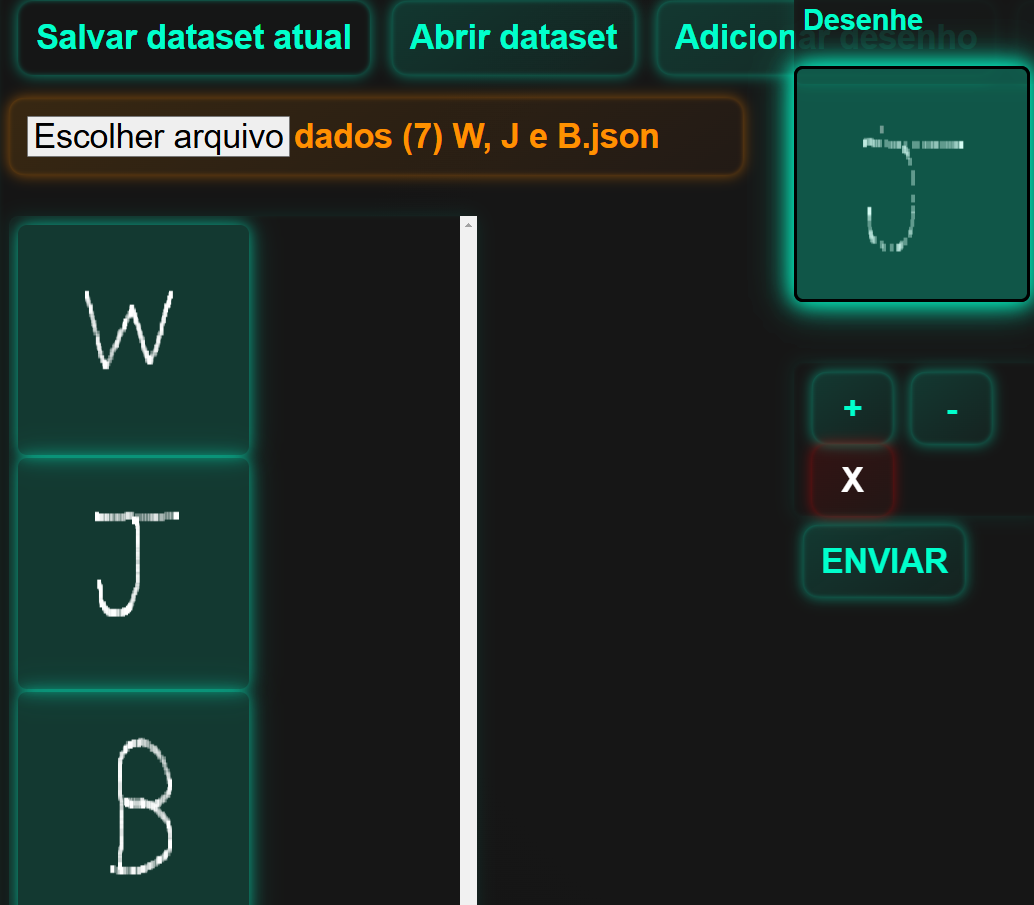 Salvar dataset atual
Abrir dataset
Adicionar desenho
Desenhe
Escolher arquivo dados (7) W, J e B.json
J
W
J
B
+
-
X
ENVIAR